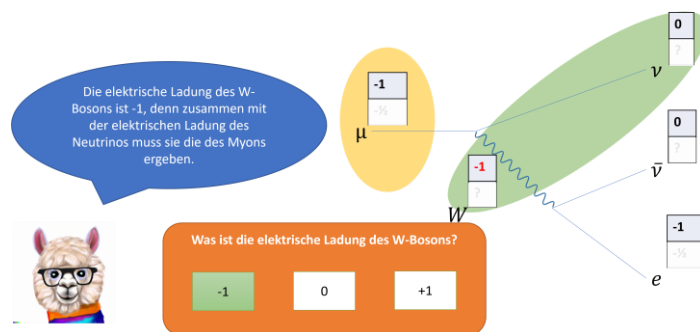 Die elektrische Ladung des W-
Bosons ist -1, denn zusammen mit
der elektrischen Ladung des
Neutrinos muss sie die des Myons
ergeben.
-1
-½
μ
0
?
ν
0
?
ν̄
-1
?
W
-1
-½
e
Was ist die elektrische Ladung des W-Bosons?
-1
0
+1